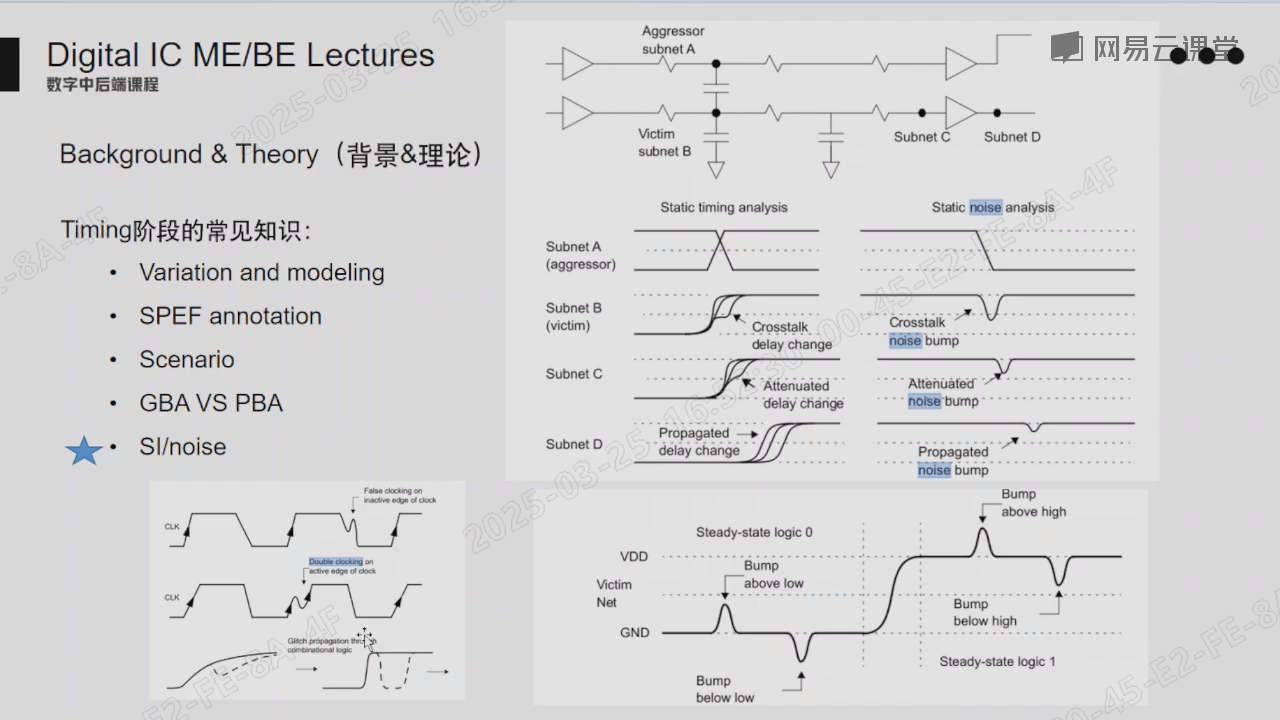 Digital IC ME/BE Lectures
数字中后端课程
网易云课堂
Background & Theory（背景&理论）
Timing阶段的常见知识：
• Variation and modeling
• SPEF annotation
• Scenario
• GBA VS PBA
• SI/noise
Aggressor
subnet A
Victim
subnet B
Subnet C
Subnet D
Static timing analysis
Static noise analysis
Subnet A
(aggressor)
Subnet B
(victim)
Crosstalk
delay change
Crosstalk
noise bump
Subnet C
Attenuated
delay change
Attenuated
noise bump
Subnet D
Propagated
delay change
Propagated
noise bump
False clocking on
inactive edge of clock
CLK
Double clocking on
active edge of clock
CLK
Glitch propagation
combinational logic
Steady-state logic 0
Bump
above high
VDD
Bump
above low
Victim
Net
Bump
below high
GND
Steady-state logic 1
Bump
below low
2025-03-25 16:52:30 00-45-E2-FE-8A-4F